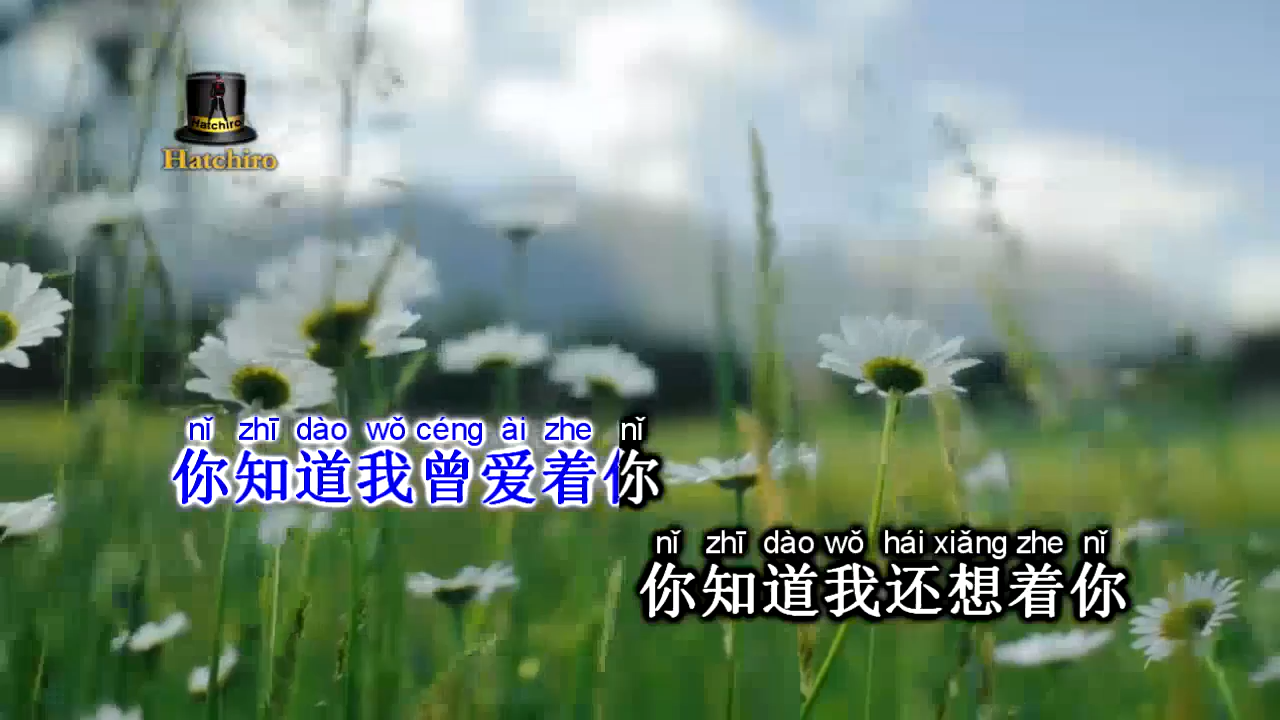 Hatchiro
Hatchiro
nǐ zhī dào wǒ céng ài zhe nǐ
你知道我曾爱着你
nǐ zhī dào wǒ hái xiǎng zhe nǐ
你知道我还想着你